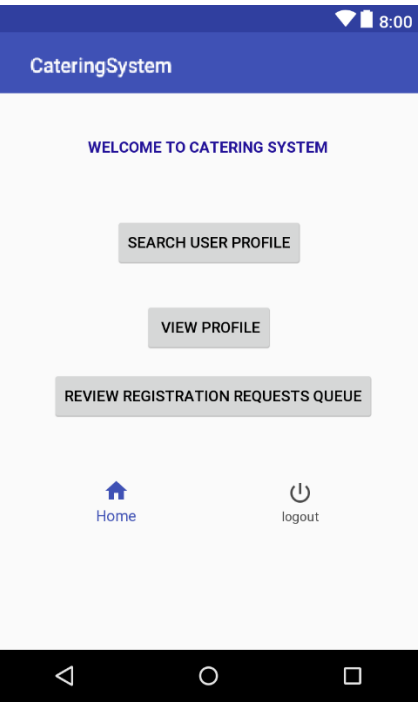 8:00
CateringSystem
WELCOME TO CATERING SYSTEM
SEARCH USER PROFILE
VIEW PROFILE
REVIEW REGISTRATION REQUESTS QUEUE
Home
logout